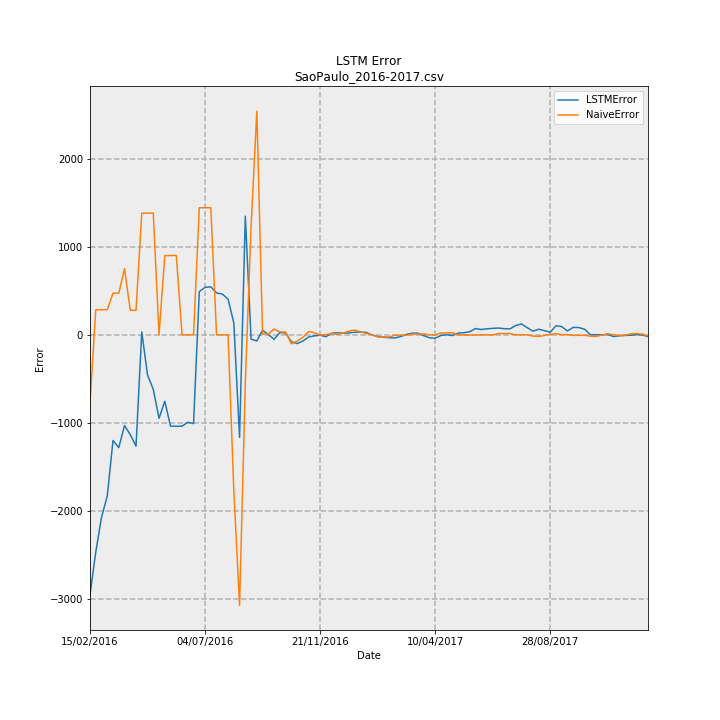 LSTM Error
SaoPaulo_2016-2017.csv
LSTMError
NaiveError
2000
1000
0
−1000
−2000
−3000
Error
15/02/2016
04/07/2016
21/11/2016
10/04/2017
28/08/2017
Date